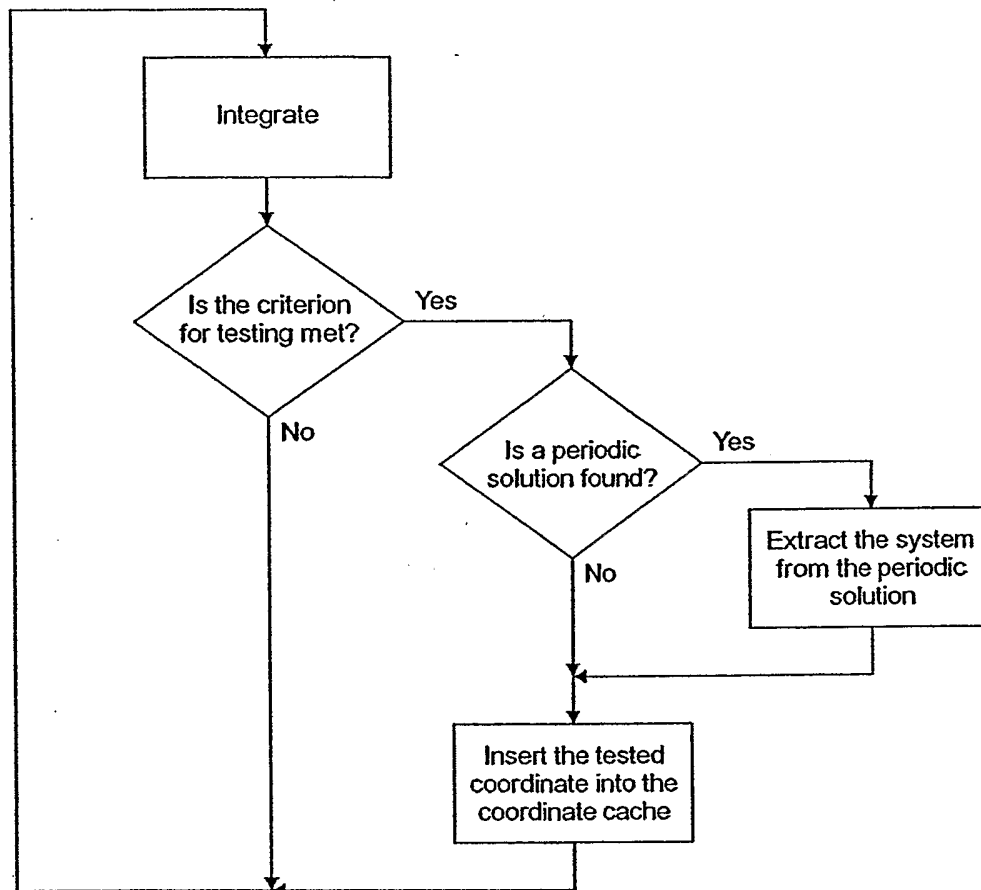 Integrate
Is the criterion
for testing met?
Yes
No
Is a periodic
solution found?
Yes
No
Extract the system
from the periodic
solution
Insert the tested
coordinate into the
coordinate cache